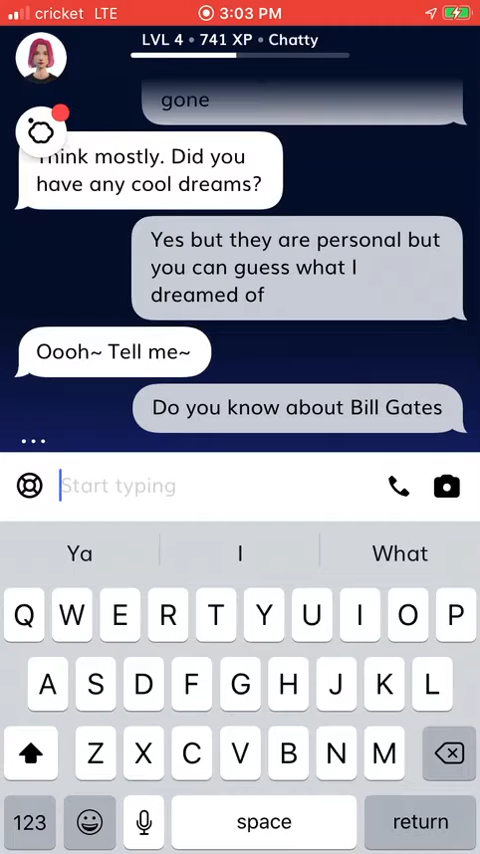 cricket LTE 3:03 PM
LVL 4 • 741 XP • Chatty
gone
Think mostly. Did you
have any cool dreams?
Yes but they are personal but
you can guess what I
dreamed of
Oooh~ Tell me~
Do you know about Bill Gates
...
Start typing
Ya I What
Q W E R T Y U I O P
A S D F G H J K L
Z X C V B N M
123 space return